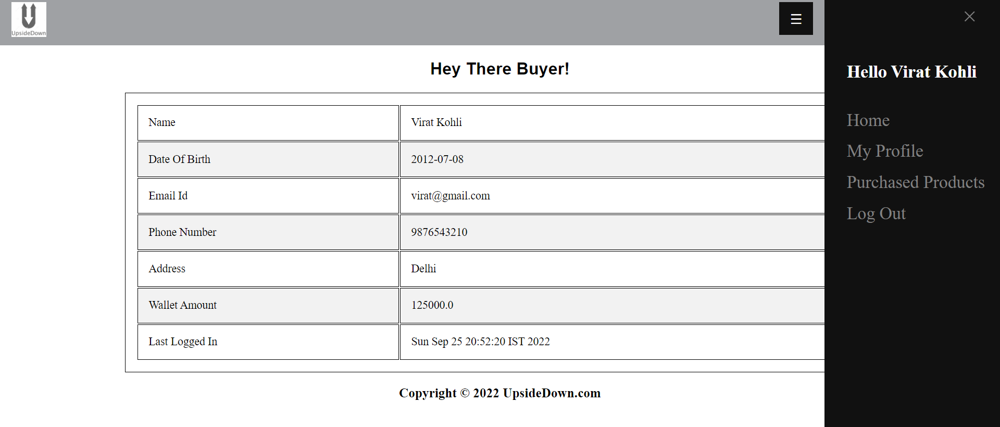 UpsideDown
☰
×
Hello Virat Kohli
Home
My Profile
Purchased Products
Log Out
Hey There Buyer!
Name Virat Kohli
Date Of Birth 2012-07-08
Email Id virat@gmail.com
Phone Number 9876543210
Address Delhi
Wallet Amount 125000.0
Last Logged In Sun Sep 25 20:52:20 IST 2022
Copyright © 2022 UpsideDown.com